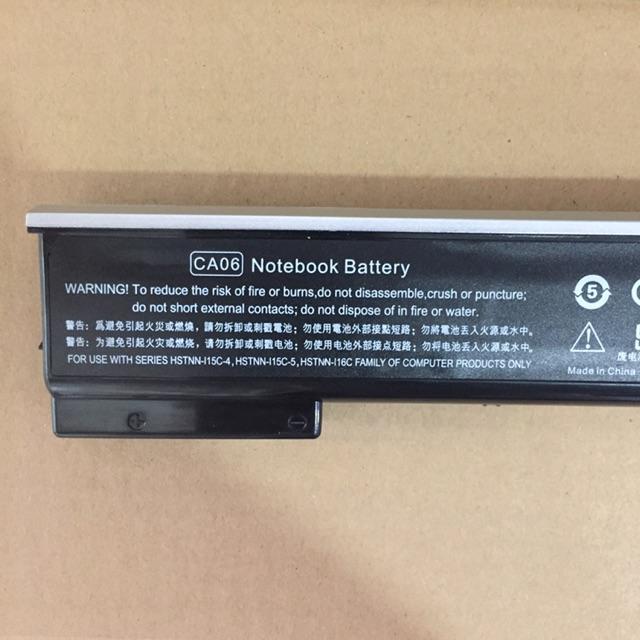 CA06 Notebook Battery
WARNING! To reduce the risk of fire or burns,do not disassemble,crush or puncture;
do not short external contacts; do not dispose of in fire or water.
警告：爲避免引起火災或燃燒，請勿拆卸或刺戳電池；勿使用電池外部接點短路；勿將電池丟入火源或水中。
警告：为避免引起火灾或燃烧，请勿拆卸或刺戳电池；勿使用电池外部接点短路；勿将电池丢入火源或水中。
FOR USE WITH SERIES HSTNN-I15C-4, HSTNN-I15C-5, HSTNN-I16C FAMILY OF COMPUTER PRODUCTS ONLY
5
废电
Made in China